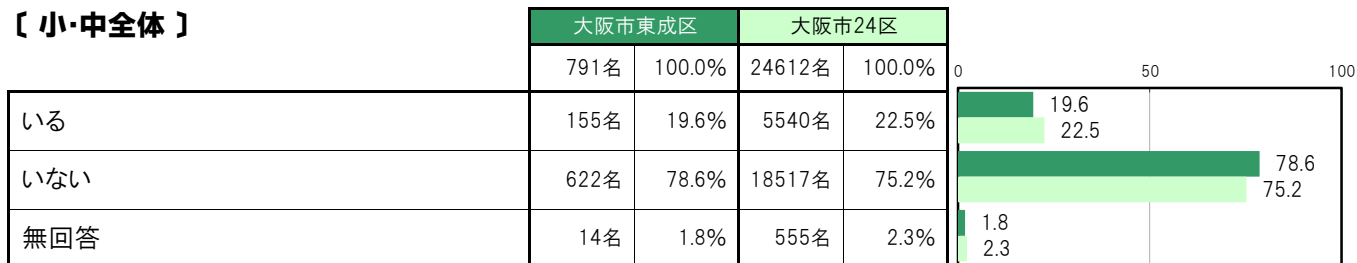 〔 小・中全体 〕
大阪市東成区 大阪市24区
791名 100.0% 24612名 100.0%
0 50 100
いる 155名 19.6% 5540名 22.5%
19.6
22.5
いない 622名 78.6% 18517名 75.2%
78.6
75.2
無回答 14名 1.8% 555名 2.3%
1.8
2.3